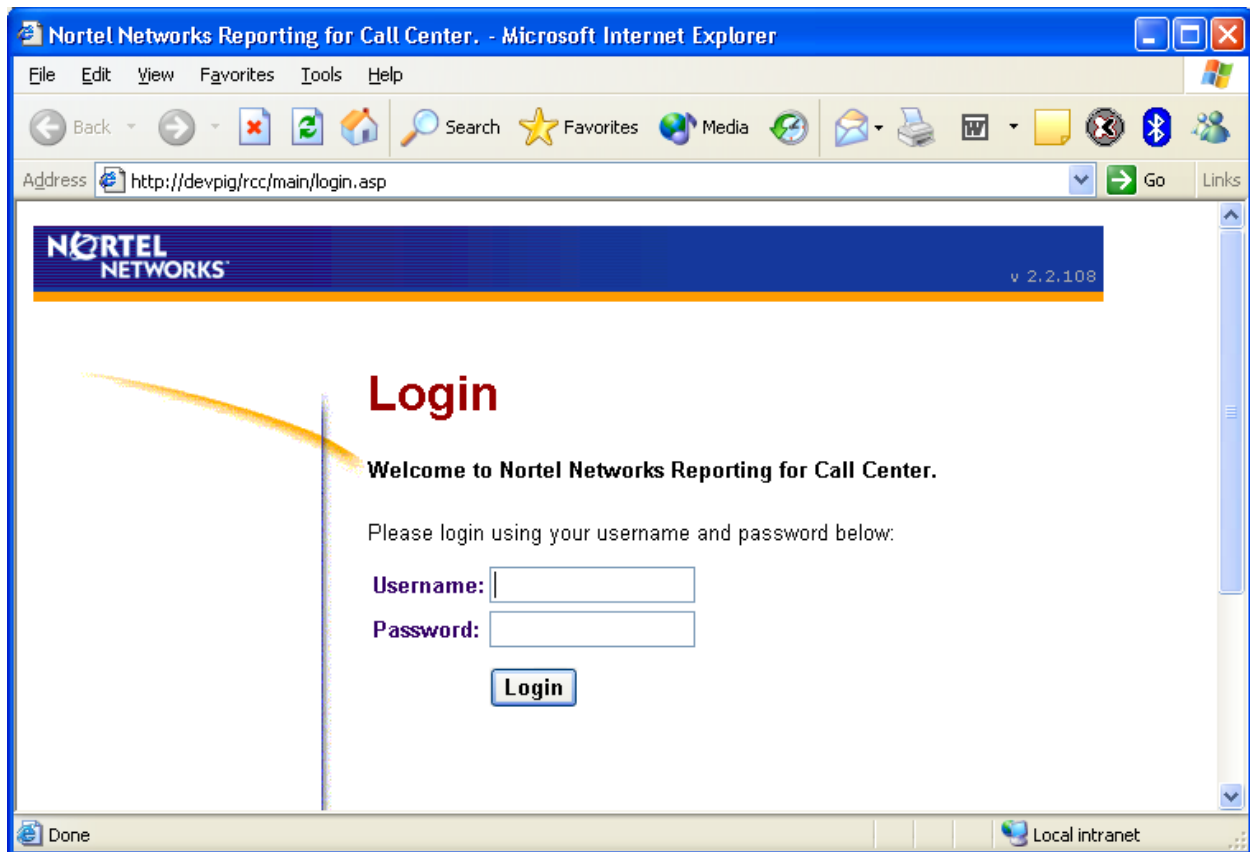 Nortel Networks Reporting for Call Center. - Microsoft Internet Explorer
File Edit View Favorites Tools Help
Back Search Favorites Media
Address http://devpig/rcc/main/login.asp Go Links
NORTEL
NETWORKS
v 2.2.108
Login
Welcome to Nortel Networks Reporting for Call Center.
Please login using your username and password below:
Username:
Password:
Login
Done Local intranet